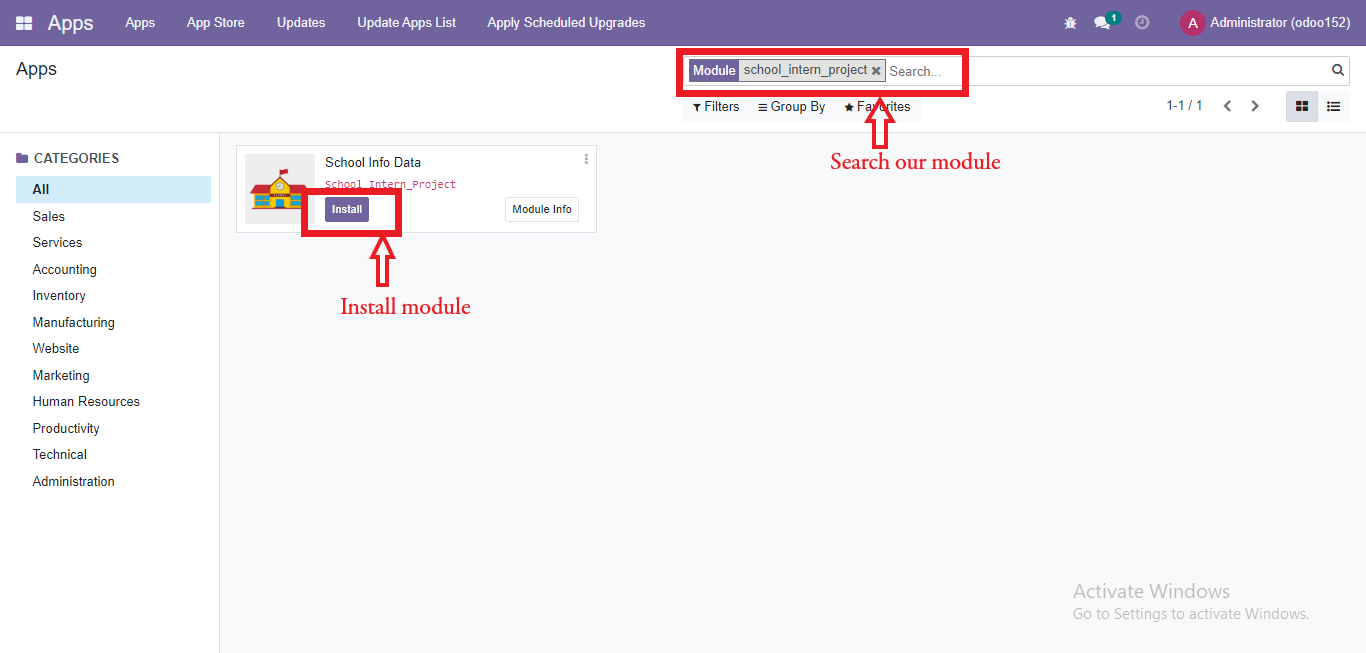 Apps
Apps
App Store
Updates
Update Apps List
Apply Scheduled Upgrades
1
A
Administrator (odoo152)
Apps
Module school_intern_project Search...
Filters
Group By
Favorites
1-1 / 1
Search our module
CATEGORIES
All
Sales
Services
Accounting
Inventory
Manufacturing
Website
Marketing
Human Resources
Productivity
Technical
Administration
School Info Data
School_Intern_Project
Install
Module Info
Install module
Activate Windows
Go to Settings to activate Windows.